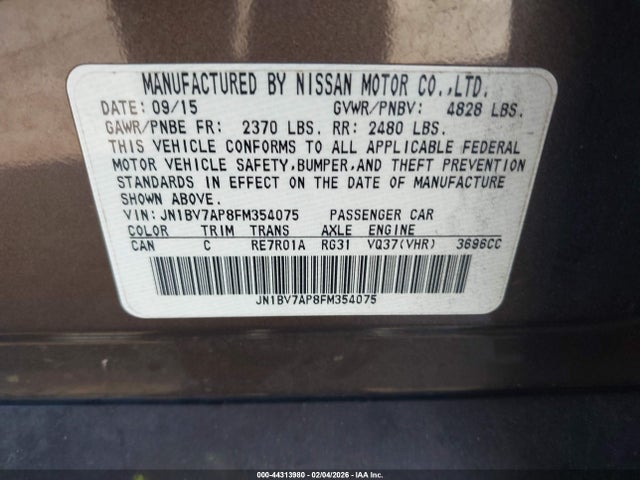 MANUFACTURED BY NISSAN MOTOR CO.,LTD.
DATE: 09/15 GVWR/PNBV: 4828 LBS.
GAWR/PNBE FR: 2370 LBS. RR: 2480 LBS.
THIS VEHICLE CONFORMS TO ALL APPLICABLE FEDERAL
MOTOR VEHICLE SAFETY,BUMPER,AND THEFT PREVENTION
STANDARDS IN EFFECT ON THE DATE OF MANUFACTURE
SHOWN ABOVE.
VIN: JN1BV7AP8FM354075 PASSENGER CAR
COLOR TRIM TRANS AXLE ENGINE
CAN C RE7R01A RG31 VQ37(VHR) 3696CC
JN1BV7AP8FM354075
000-44313980 - 02/04/2026 - IAA Inc.